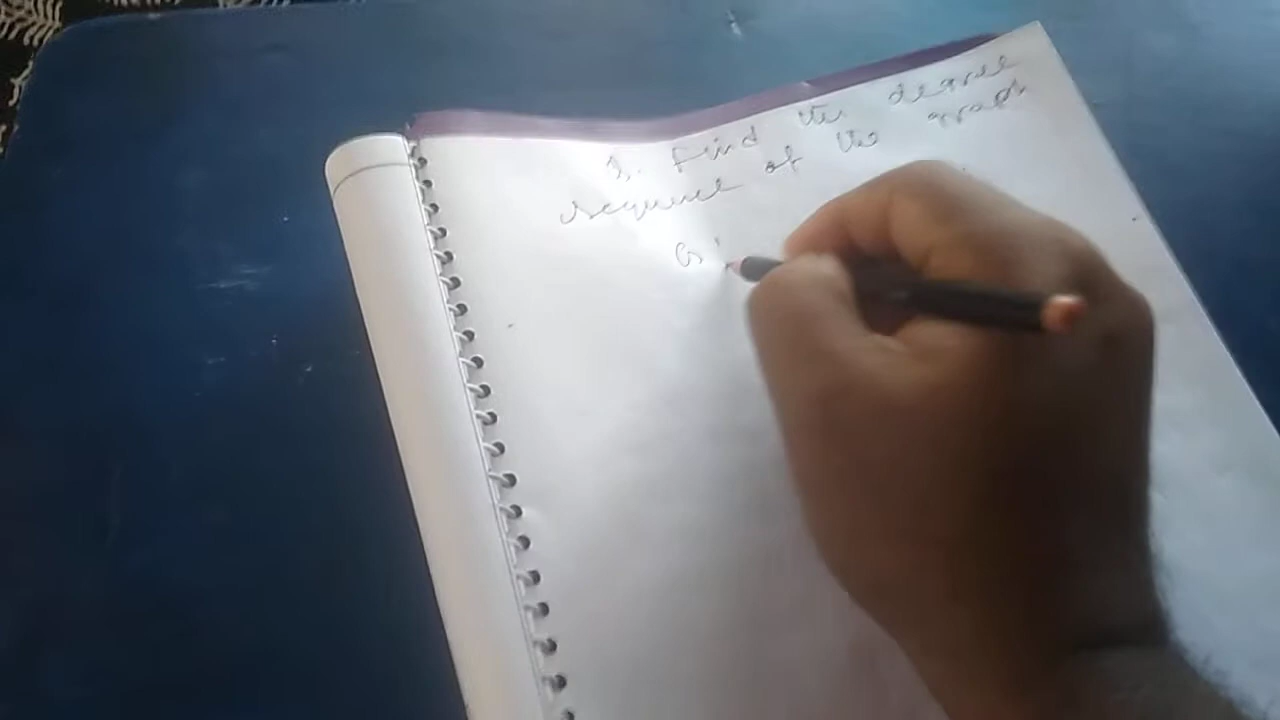 1. Find the degree
sequence of the graph
G: